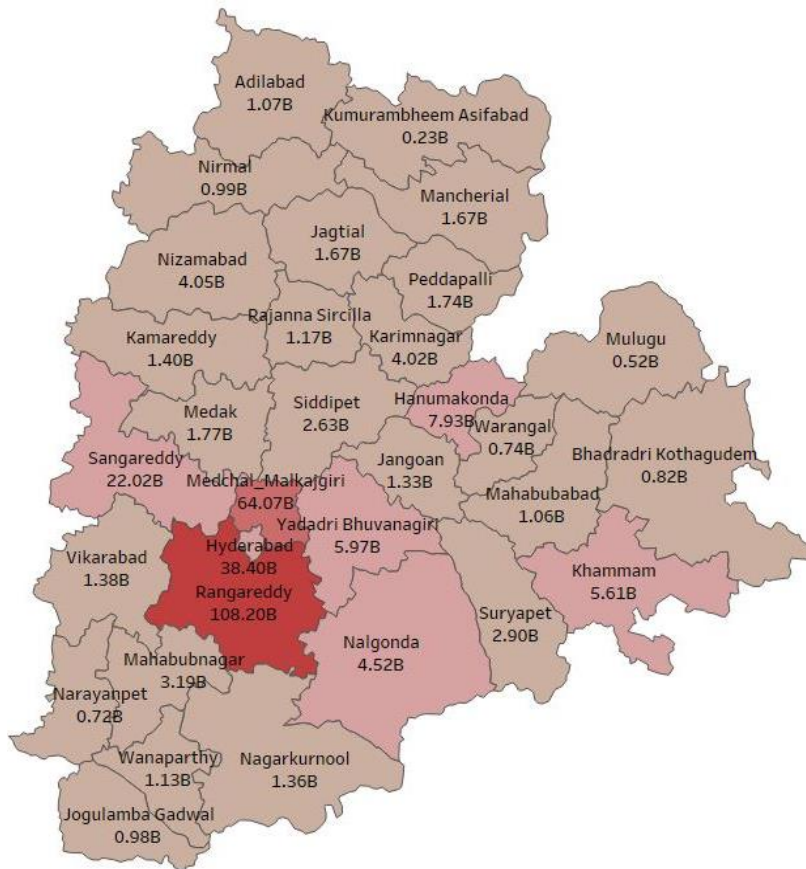 Adilabad
1.07B
Kumurambheem Asifabad
0.23B
Nirmal
0.99B
Mancherial
1.67B
Jagtial
1.67B
Nizamabad
4.05B
Peddapalli
1.74B
Rajanna Sircilla
1.17B
Karimnagar
4.02B
Kamareddy
1.40B
Mulugu
0.52B
Hanumakonda
7.93B
Siddipet
2.63B
Medak
1.77B
Warangal
0.74B
Bhadradri Kothagudem
0.82B
Jangoan
1.33B
Sangareddy
22.02B
Medchal_Malkajgiri
64.07B
Mahabubabad
1.06B
Yadadri Bhuvanagiri
5.97B
Hyderabad
38.40B
Vikarabad
1.38B
Khammam
5.61B
Rangareddy
108.20B
Suryapet
2.90B
Nalgonda
4.52B
Mahabubnagar
3.19B
Narayanpet
0.72B
Wanaparthy
1.13B
Nagarkurnool
1.36B
Jogulamba Gadwal
0.98B